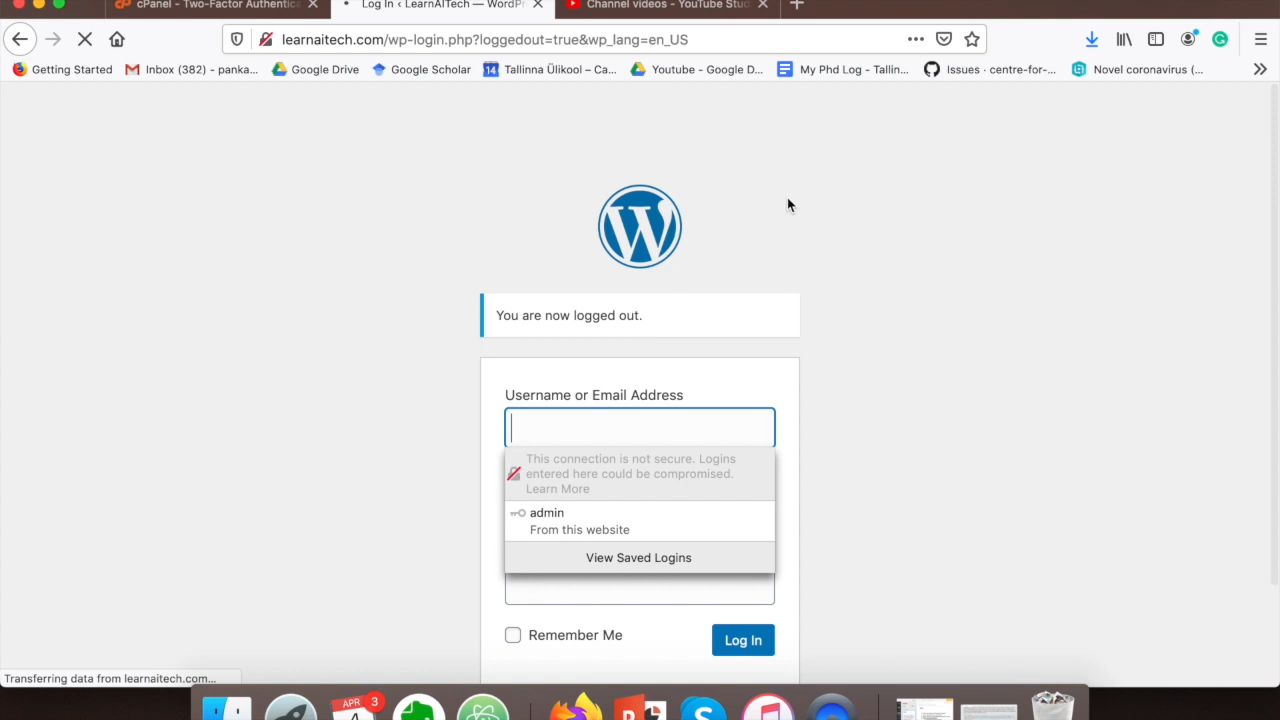 cPanel - Two-Factor Authentica
Log In ‹ LearnAITech — WordPr
Channel videos - YouTube Stud
learnaitech.com/wp-login.php?loggedout=true&wp_lang=en_US
Getting Started
Inbox (382) - panka...
Google Drive
Google Scholar
14
Tallinna Ülikool – Ca...
Youtube - Google D...
My Phd Log - Tallin...
Issues · centre-for-...
Novel coronavirus (...
You are now logged out.
Username or Email Address
This connection is not secure. Logins
entered here could be compromised.
Learn More
admin
From this website
View Saved Logins
Remember Me
Log In
Transferring data from learnaitech.com...
APR
3